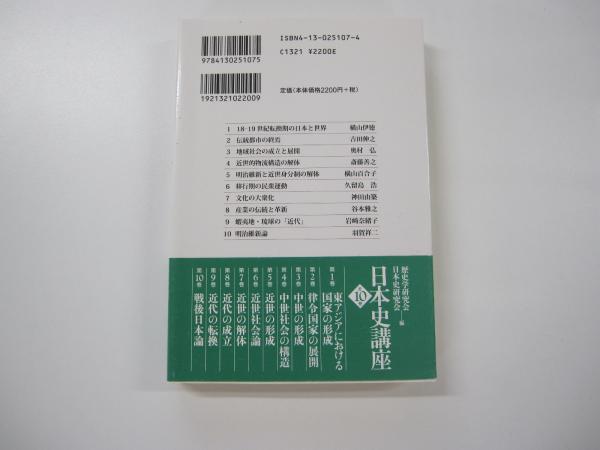 ISBN4-13-025107-4
C1321 ¥2200E
9784130251075
定価(本体価格2200円+税)
1921321022009
1 18-19世紀転換期の日本と世界 横山伊徳
2 伝統都市の終焉 吉田伸之
3 地域社会の成立と展開 奥村 弘
4 近世的物流構造の解体 斎藤善之
5 明治維新と近世身分制の解体 横山百合子
6 移行期の民衆運動 久留島 浩
7 文化の大衆化 神田由築
8 産業の伝統と革新 谷本雅之
9 蝦夷地・琉球の「近代」 岩崎奈緒子
10 明治維新論 羽賀祥二
歴史学研究会
日本史研究会
編
日本史講座
全10巻
第1巻 東アジアにおける
国家の形成
第2巻 律令国家の展開
第3巻 中世の形成
第4巻 中世社会の構造
第5巻 近世の形成
第6巻 近世社会論
第7巻 近世の解体
第8巻 近代の成立
第9巻 近代の転換
第10巻 戦後日本論